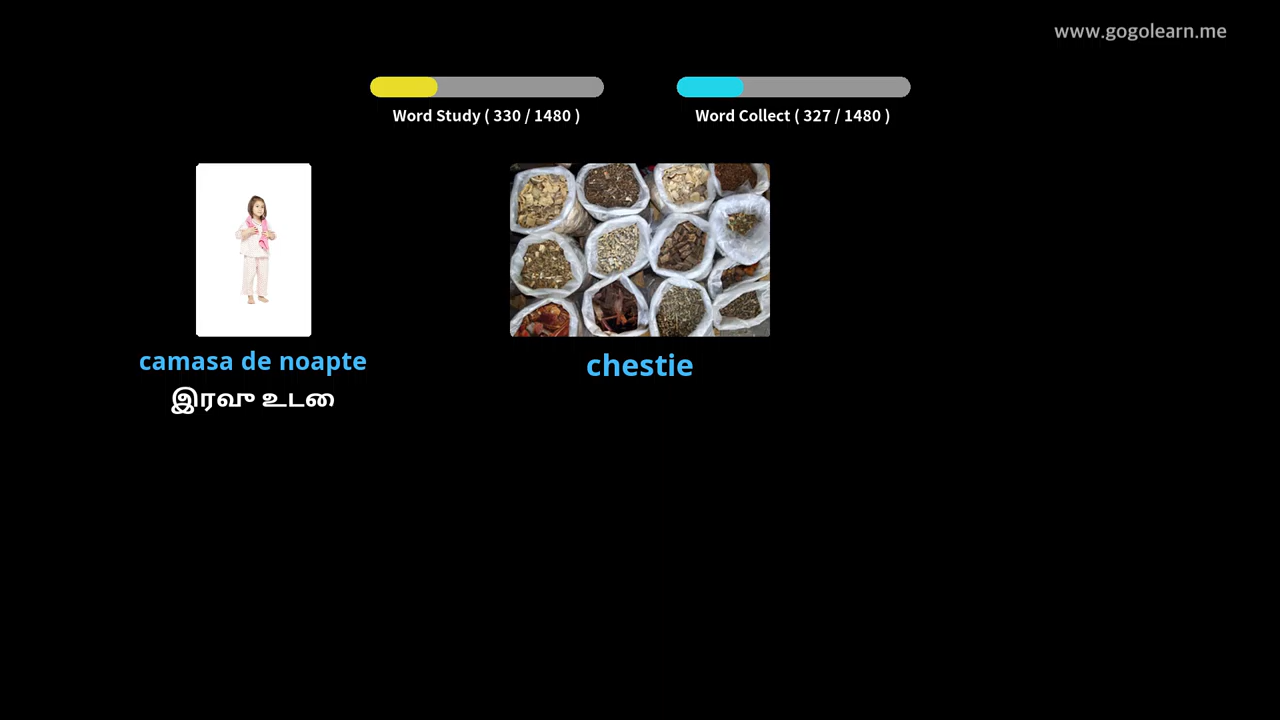 www.gogolearn.me
Word Study ( 330 / 1480 )
Word Collect ( 327 / 1480 )
camasa de noapte
இரவு உடை
chestie